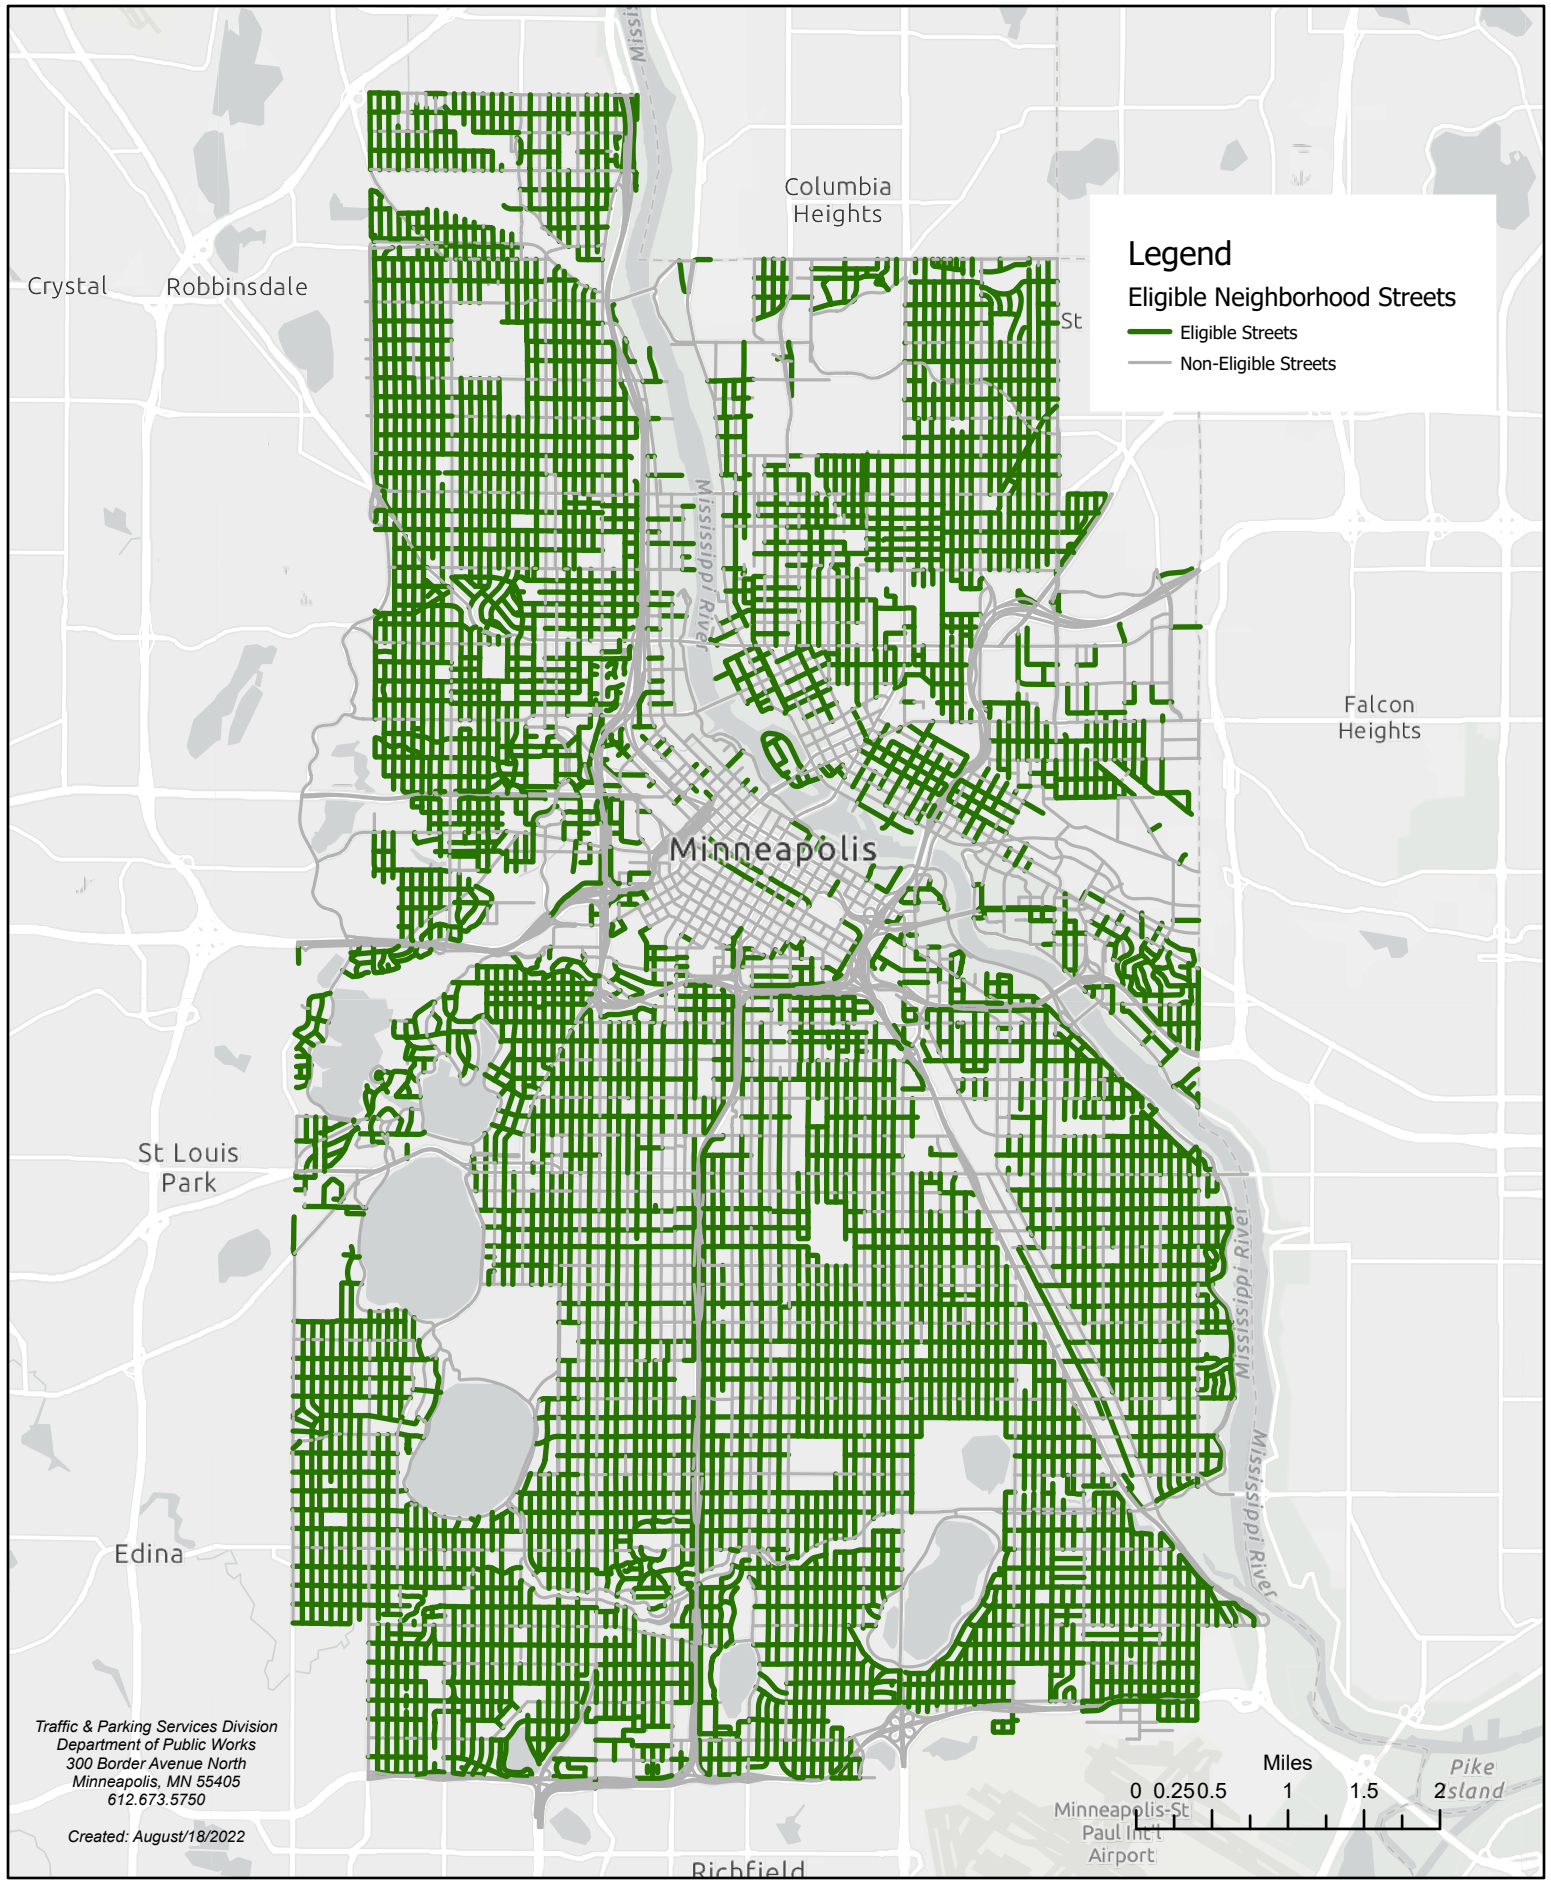 Missis
Columbia
Heights
Legend
Eligible Neighborhood Streets
Eligible Streets
Non-Eligible Streets
Crystal
Robbinsdale
St
Mississippi River
Falcon
Heights
Minneapolis
St Louis
Park
Mississippi River
Mississippi River
Edina
Traffic & Parking Services Division
Department of Public Works
300 Border Avenue North
Minneapolis, MN 55405
612.673.5750
Created: August/18/2022
Miles
0 0.25 0.5 1 1.5 2
Pike
Island
Minneapolis-St
Paul Int'l
Airport
Richfield